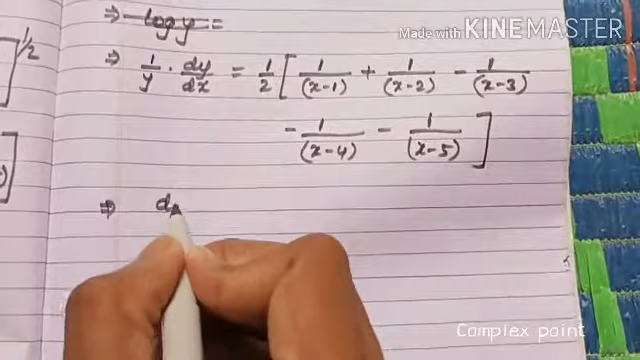 Made with KINEMASTER
⇒ log y =
1/2
⇒ 1/y · dy/dx = 1/2 [ 1/(x-1) + 1/(x-2) - 1/(x-3)
- 1/(x-4) - 1/(x-5) ]
⇒ d
Complex point